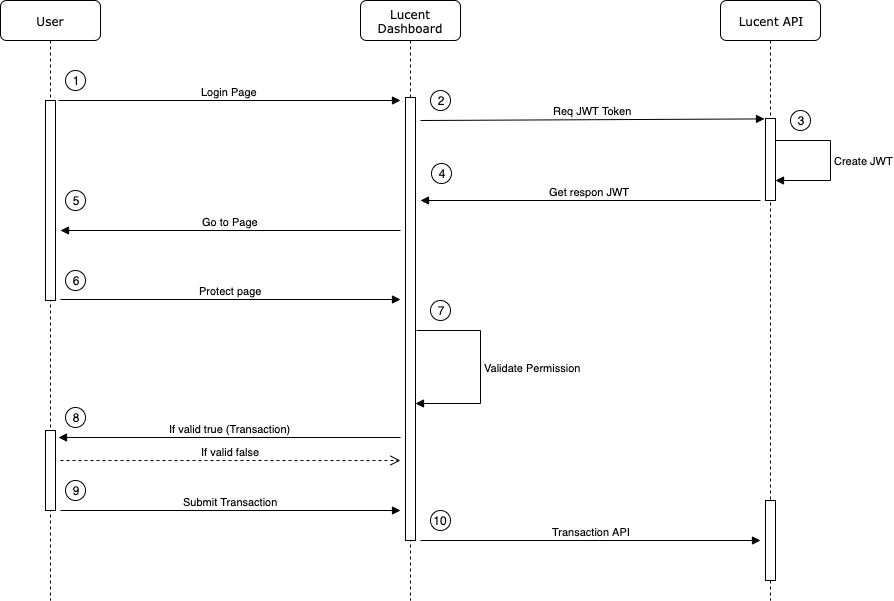 User
Lucent
Dashboard
Lucent API
1
Login Page
2
Req JWT Token
3
Create JWT
4
Get respon JWT
5
Go to Page
6
Protect page
7
Validate Permission
8
If valid true (Transaction)
If valid false
9
Submit Transaction
10
Transaction API